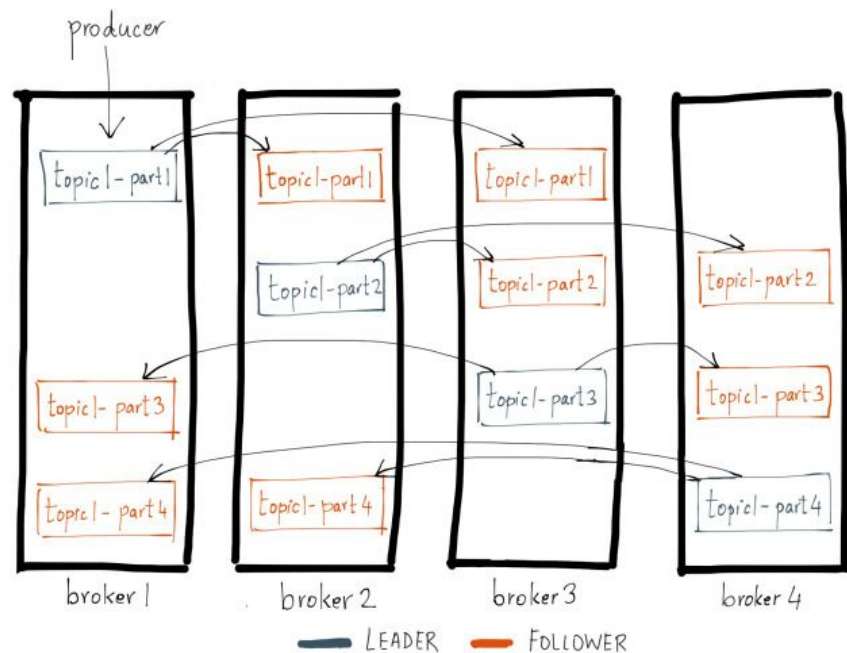 producer
topic1-part1
topic1-part1
topic1-part1
topic1-part2
topic1-part2
topic1-part2
topic1-part3
topic1-part3
topic1-part3
topic1-part4
topic1-part4
topic1-part4
broker 1
broker 2
broker 3
broker 4
LEADER
FOLLOWER